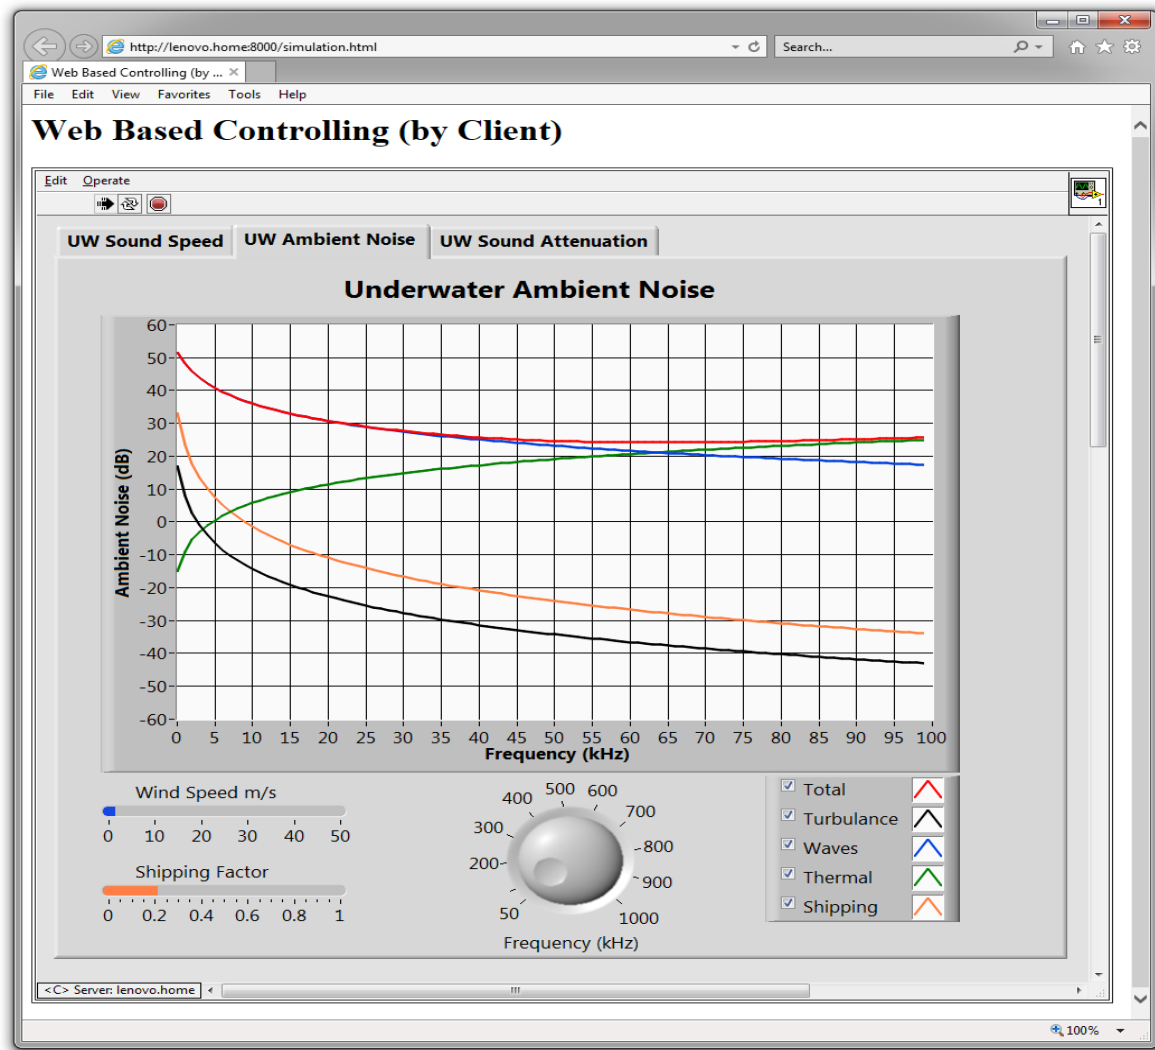 http://lenovo.home:8000/simulation.html
Search...
Web Based Controlling (by ...
File Edit View Favorites Tools Help
Web Based Controlling (by Client)
Edit Operate
1
UW Sound Speed UW Ambient Noise UW Sound Attenuation
Underwater Ambient Noise
60
50
40
30
20
10
0
-10
-20
-30
-40
-50
-60
Ambient Noise (dB)
0 5 10 15 20 25 30 35 40 45 50 55 60 65 70 75 80 85 90 95 100
Frequency (kHz)
Wind Speed m/s
0 10 20 30 40 50
Shipping Factor
0 0.2 0.4 0.6 0.8 1
50 200 300 400 500 600 700 800 900 1000
Frequency (kHz)
Total
Turbulance
Waves
Thermal
Shipping
<C> Server: lenovo.home
100%